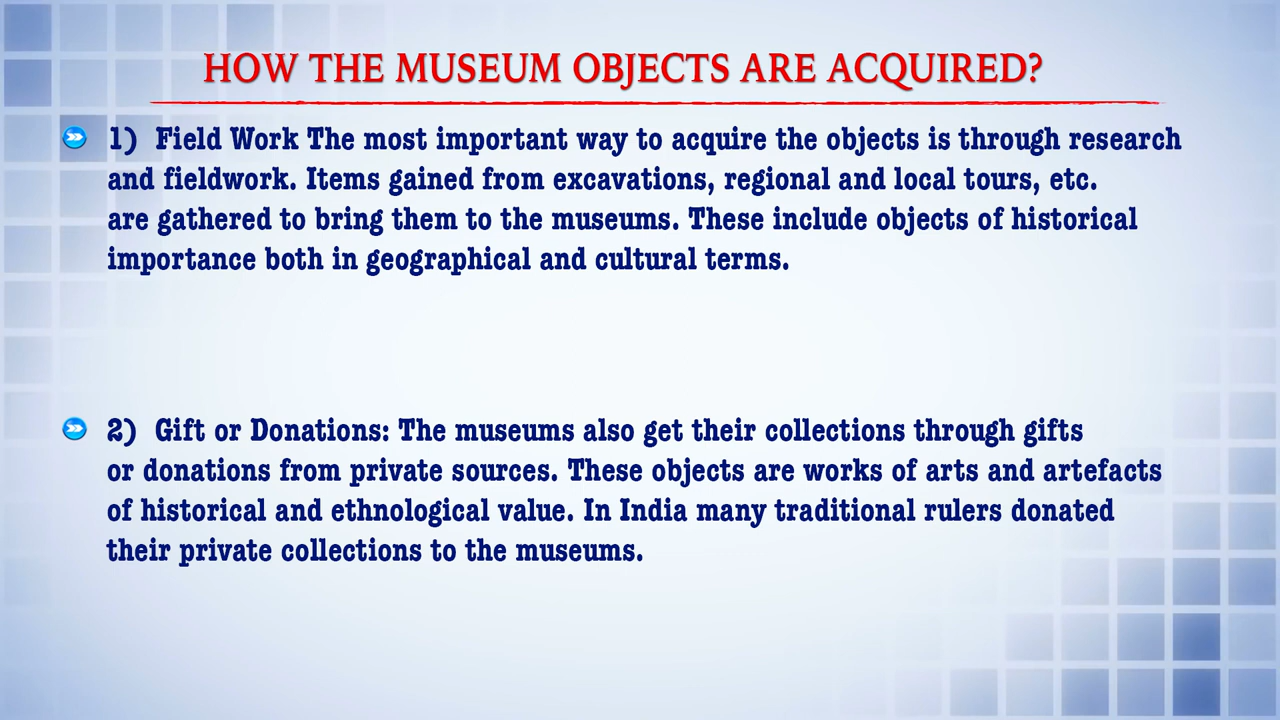 HOW THE MUSEUM OBJECTS ARE ACQUIRED?
1) Field Work The most important way to acquire the objects is through research
and fieldwork. Items gained from excavations, regional and local tours, etc.
are gathered to bring them to the museums. These include objects of historical
importance both in geographical and cultural terms.
2) Gift or Donations: The museums also get their collections through gifts
or donations from private sources. These objects are works of arts and artefacts
of historical and ethnological value. In India many traditional rulers donated
their private collections to the museums.